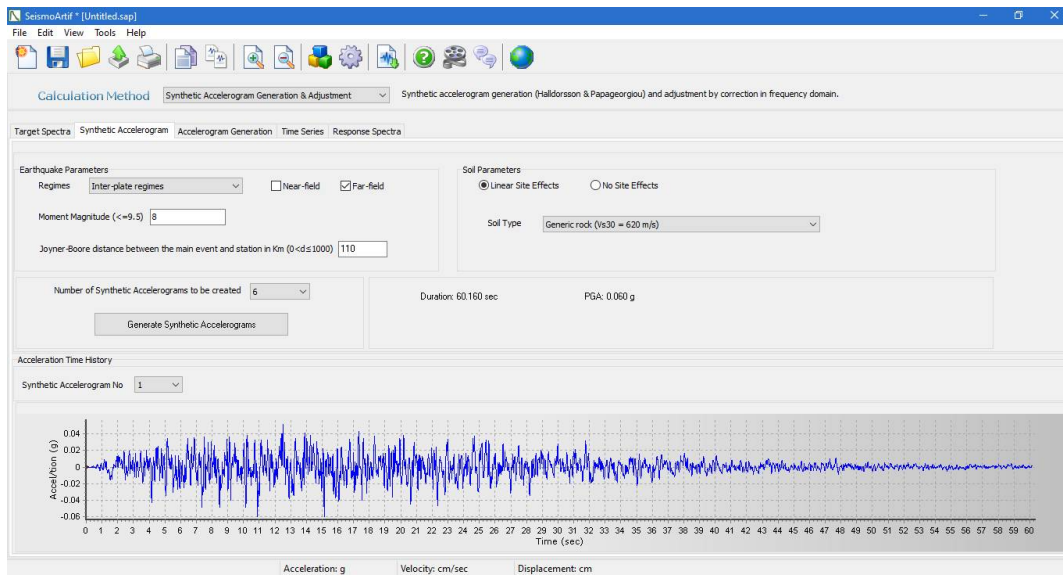 SeismoArtif * [Untitled.sap]
File Edit View Tools Help
Calculation Method Synthetic Accelerogram Generation & Adjustment Synthetic accelerogram generation (Halldorsson & Papageorgiou) and adjustment by correction in frequency domain.
Target Spectra Synthetic Accelerogram Accelerogram Generation Time Series Response Spectra
Earthquake Parameters
Regimes Inter-plate regimes Near-field Far-field
Moment Magnitude (<=9.5) 8
Joyner-Boore distance between the main event and station in Km (0<d≤1000) 110
Soil Parameters
Linear Site Effects No Site Effects
Soil Type Generic rock (Vs30 = 620 m/s)
Number of Synthetic Accelerograms to be created 6
Generate Synthetic Accelerograms
Duration: 60.160 sec PGA: 0.060 g
Acceleration Time History
Synthetic Accelerogram No 1
Accel/tion (g)
0.04
0.02
0
-0.02
-0.04
-0.06
0 1 2 3 4 5 6 7 8 9 10 11 12 13 14 15 16 17 18 19 20 21 22 23 24 25 26 27 28 29 30 31 32 33 34 35 36 37 38 39 40 41 42 43 44 45 46 47 48 49 50 51 52 53 54 55 56 57 58 59 60
Time (sec)
Acceleration: g Velocity: cm/sec Displacement: cm